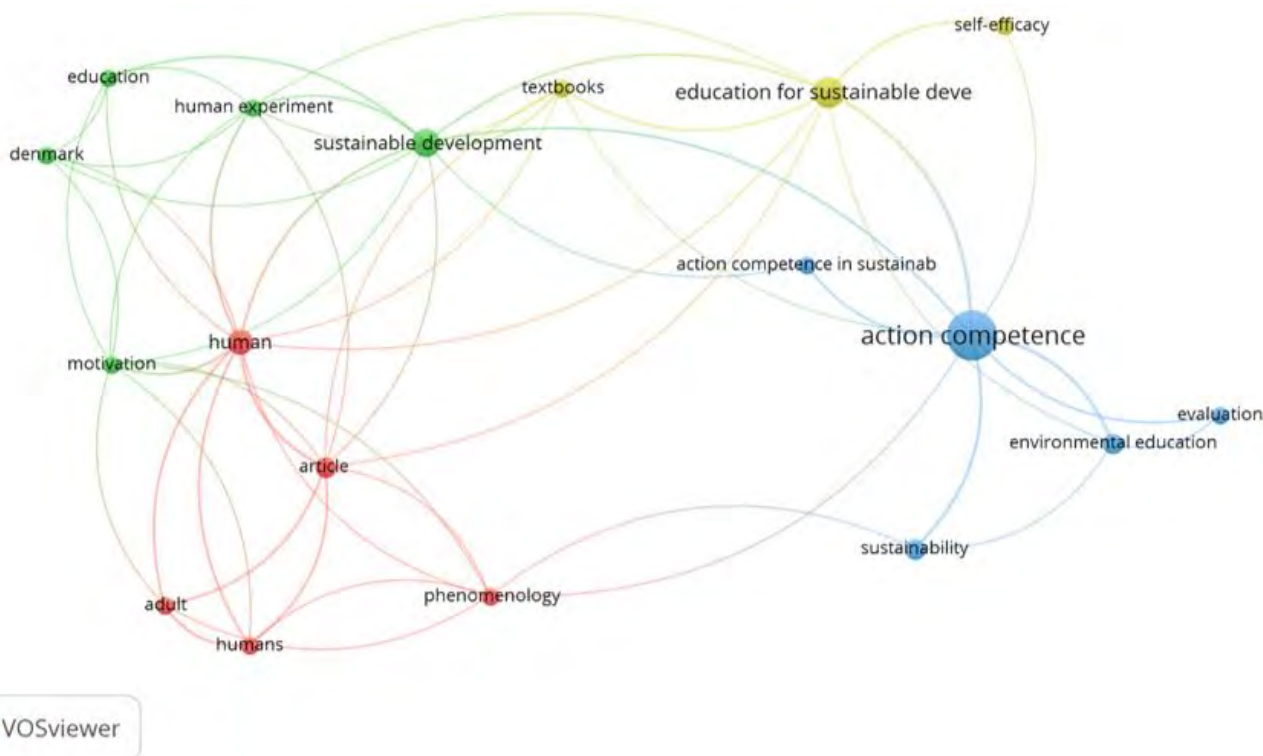 self-efficacy
education
textbooks
education for sustainable deve
human experiment
sustainable development
denmark
action competence in sustainab
action competence
human
motivation
evaluation
environmental education
article
sustainability
phenomenology
adult
humans
VOSviewer